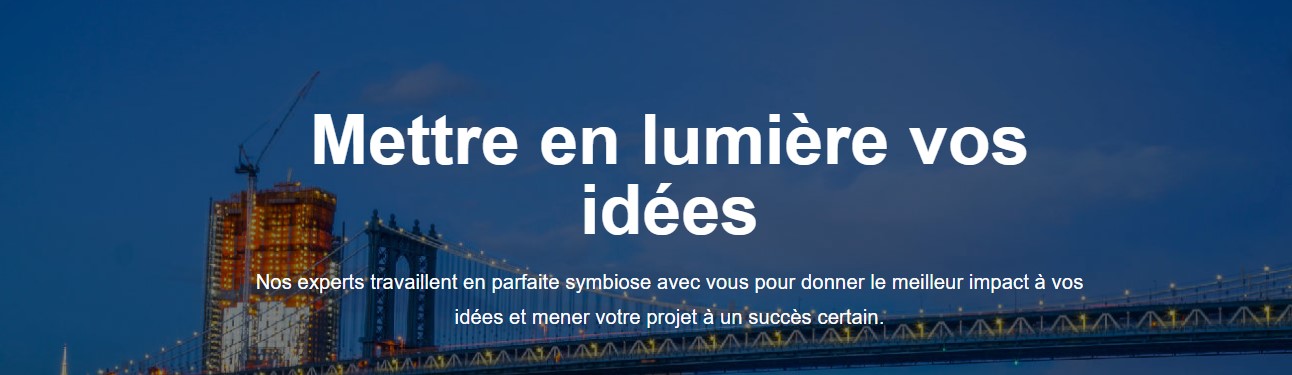 Mettre en lumière vos
idées
Nos experts travaillent en parfaite symbiose avec vous pour donner le meilleur impact à vos
idées et mener votre projet à un succès certain.